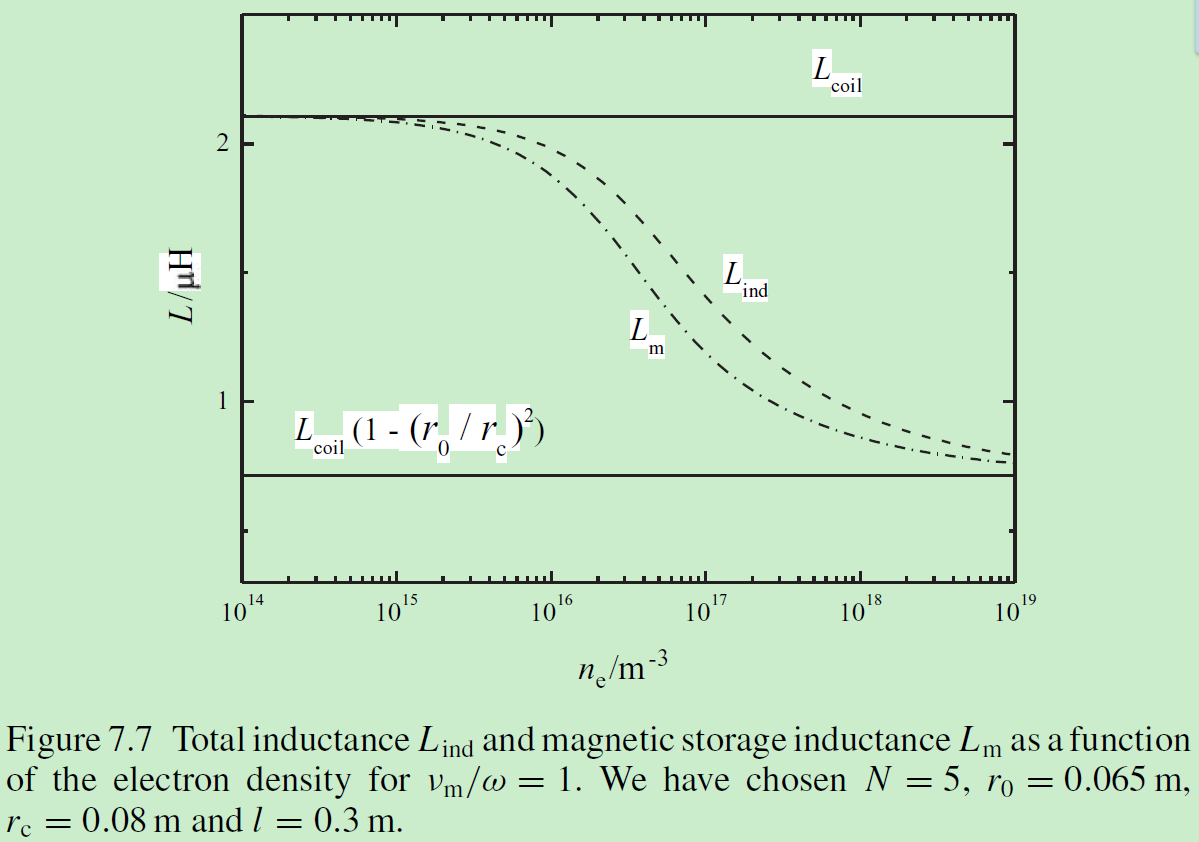 L_coil
2
L/μH
L_ind
L_m
1
L_coil (1 - (r_0 / r_c)^2)
10^14 10^15 10^16 10^17 10^18 10^19
n_e/m^-3
Figure 7.7 Total inductance L_ind and magnetic storage inductance L_m as a function
of the electron density for ν_m/ω = 1. We have chosen N = 5, r_0 = 0.065 m,
r_c = 0.08 m and l = 0.3 m.